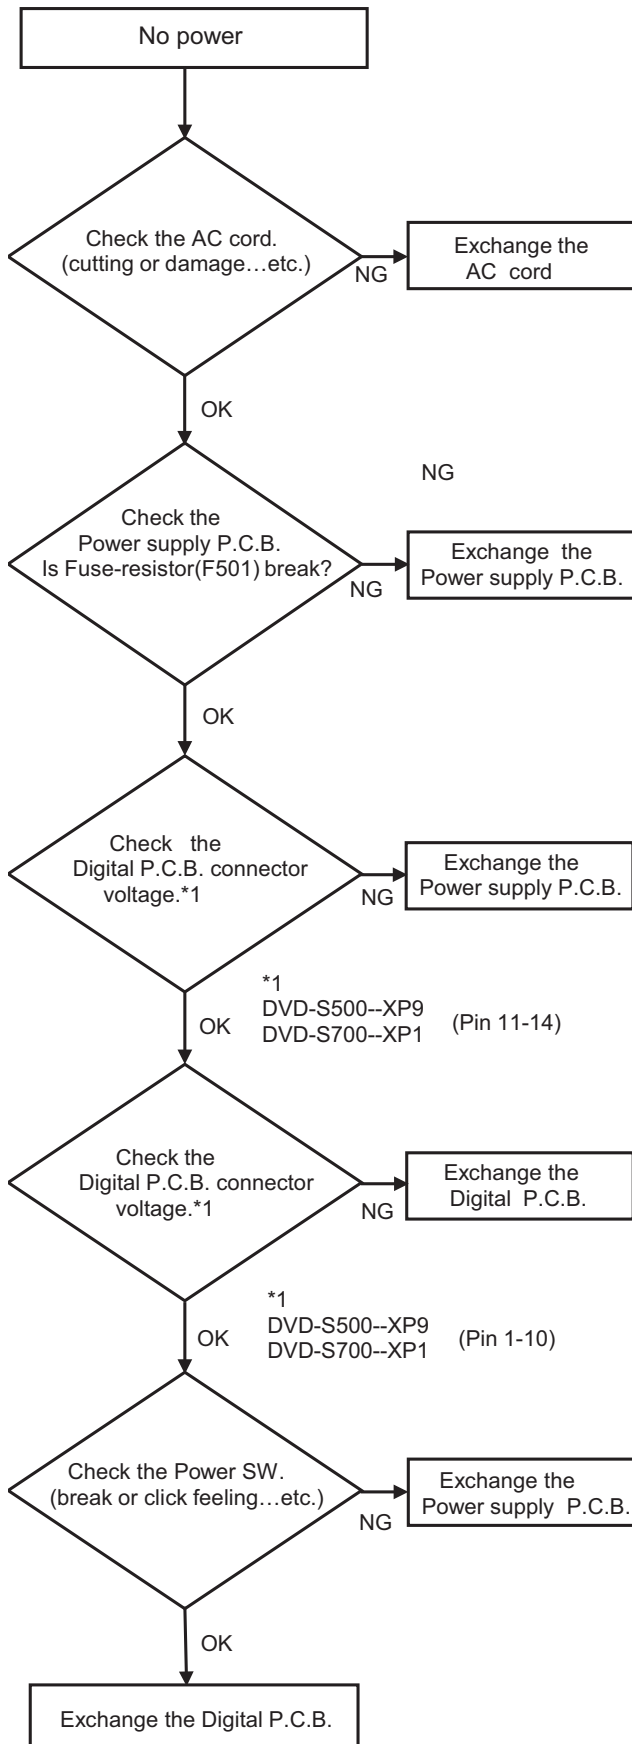 No power
Check the AC cord.
(cutting or damage…etc.)
NG
Exchange the
AC cord
OK
NG
Check the
Power supply P.C.B.
Is Fuse-resistor(F501) break?
NG
Exchange the
Power supply P.C.B.
OK
Check the
Digital P.C.B. connector
voltage.*1
NG
Exchange the
Power supply P.C.B.
OK
*1
DVD-S500--XP9
DVD-S700--XP1
(Pin 11-14)
Check the
Digital P.C.B. connector
voltage.*1
NG
Exchange the
Digital P.C.B.
OK
*1
DVD-S500--XP9
DVD-S700--XP1
(Pin 1-10)
Check the Power SW.
(break or click feeling…etc.)
NG
Exchange the
Power supply P.C.B.
OK
Exchange the Digital P.C.B.